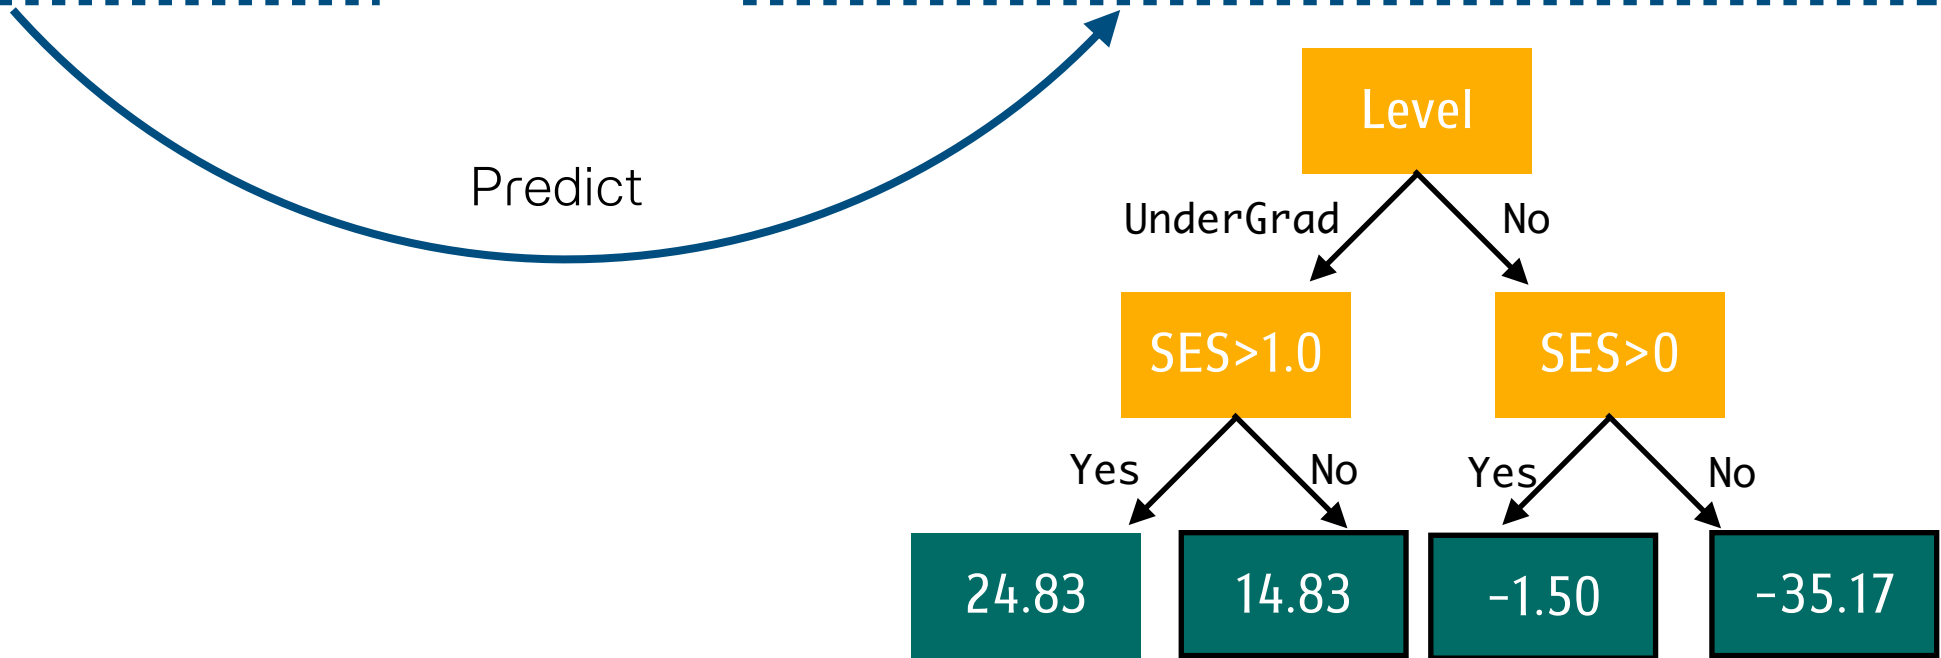 Level
Predict
UnderGrad
No
SES>1.0
SES>0
Yes
No
Yes
No
24.83
14.83
-1.50
-35.17